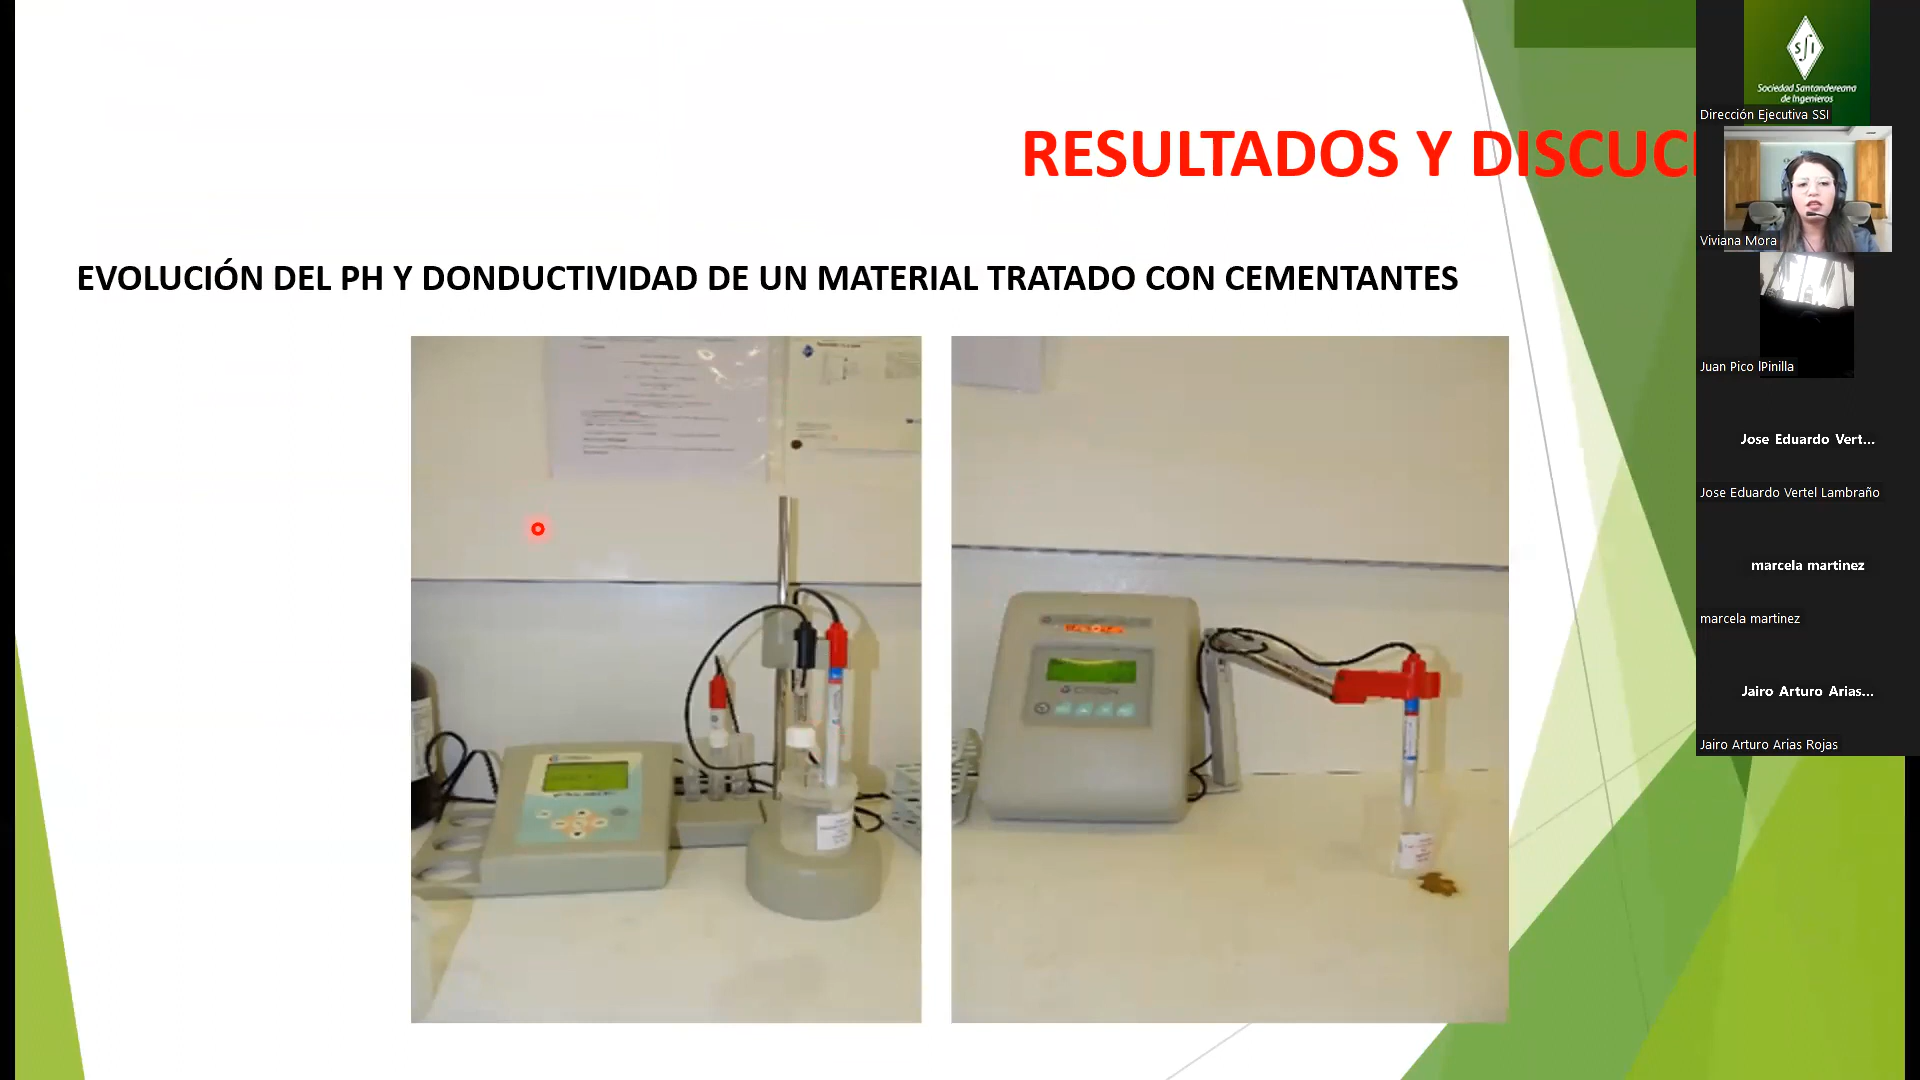 RESULTADOS Y DISCUCI
EVOLUCIÓN DEL PH Y DONDUCTIVIDAD DE UN MATERIAL TRATADO CON CEMENTANTES
SSI
Sociedad Santandereana
de Ingenieros
Dirección Ejecutiva SSI
Viviana Mora
Juan Pico lPinilla
Jose Eduardo Vert...
Jose Eduardo Vertel Lambraño
marcela martinez
marcela martinez
Jairo Arturo Arias...
Jairo Arturo Arias Rojas